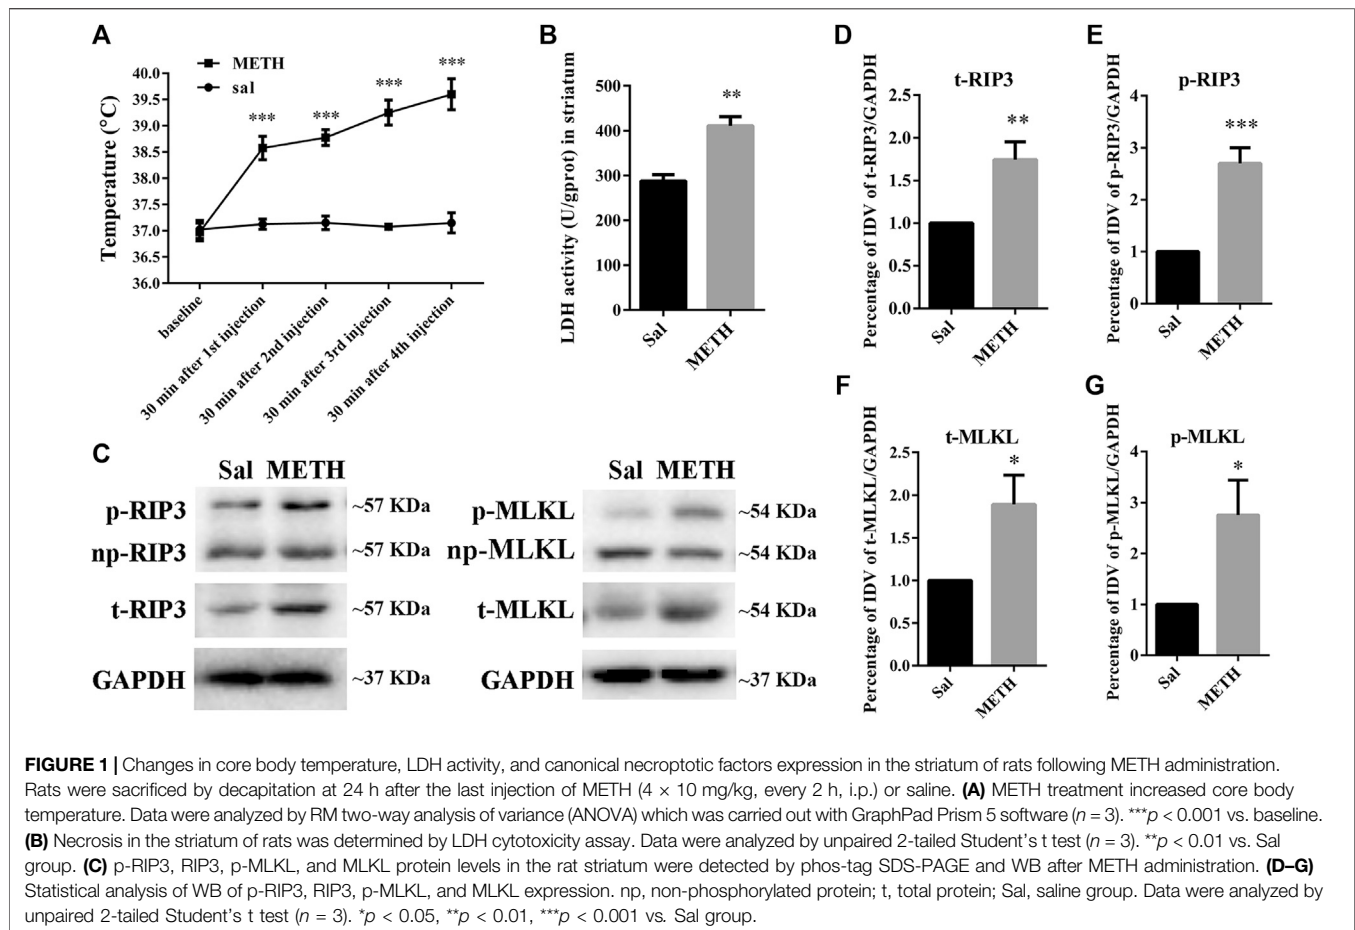 A
METH
sal
Temperature (°C)
40.0
39.5
39.0
38.5
38.0
37.5
37.0
36.5
36.0
***
***
***
***
baseline
30 min after 1st injection
30 min after 2nd injection
30 min after 3rd injection
30 min after 4th injection
B
LDH activity (U/gprot) in striatum
500
400
300
200
100
0
**
Sal
METH
D
t-RIP3
Percentage of IDV of t-RIP3/GAPDH
2.5
2.0
1.5
1.0
0.5
0.0
**
Sal
METH
E
p-RIP3
Percentage of IDV of p-RIP3/GAPDH
4
3
2
1
0
***
Sal
METH
C
Sal METH
p-RIP3 ~57 KDa
np-RIP3 ~57 KDa
t-RIP3 ~57 KDa
GAPDH ~37 KDa
Sal METH
p-MLKL ~54 KDa
np-MLKL ~54 KDa
t-MLKL ~54 KDa
GAPDH ~37 KDa
F
t-MLKL
Percentage of IDV of t-MLKL/GAPDH
2.5
2.0
1.5
1.0
0.5
0.0
*
Sal
METH
G
p-MLKL
Percentage of IDV of p-MLKL/GAPDH
4
3
2
1
0
*
Sal
METH
FIGURE 1 | Changes in core body temperature, LDH activity, and canonical necroptotic factors expression in the striatum of rats following METH administration.
Rats were sacrificed by decapitation at 24 h after the last injection of METH (4 × 10 mg/kg, every 2 h, i.p.) or saline. (A) METH treatment increased core body
temperature. Data were analyzed by RM two-way analysis of variance (ANOVA) which was carried out with GraphPad Prism 5 software (n = 3). ***p < 0.001 vs. baseline.
(B) Necrosis in the striatum of rats was determined by LDH cytotoxicity assay. Data were analyzed by unpaired 2-tailed Student's t test (n = 3). **p < 0.01 vs. Sal
group. (C) p-RIP3, RIP3, p-MLKL, and MLKL protein levels in the rat striatum were detected by phos-tag SDS-PAGE and WB after METH administration. (D–G)
Statistical analysis of WB of p-RIP3, RIP3, p-MLKL, and MLKL expression. np, non-phosphorylated protein; t, total protein; Sal, saline group. Data were analyzed by
unpaired 2-tailed Student's t test (n = 3). *p < 0.05, **p < 0.01, ***p < 0.001 vs. Sal group.